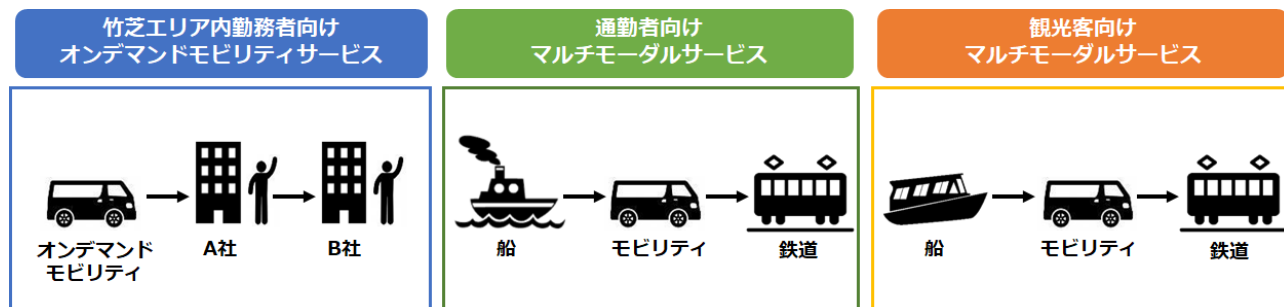 竹芝エリア内勤務者向け
オンデマンドモビリティサービス
通勤者向け
マルチモーダルサービス
観光客向け
マルチモーダルサービス
オンデマンド
モビリティ
A社
B社
船
モビリティ
鉄道
船
モビリティ
鉄道